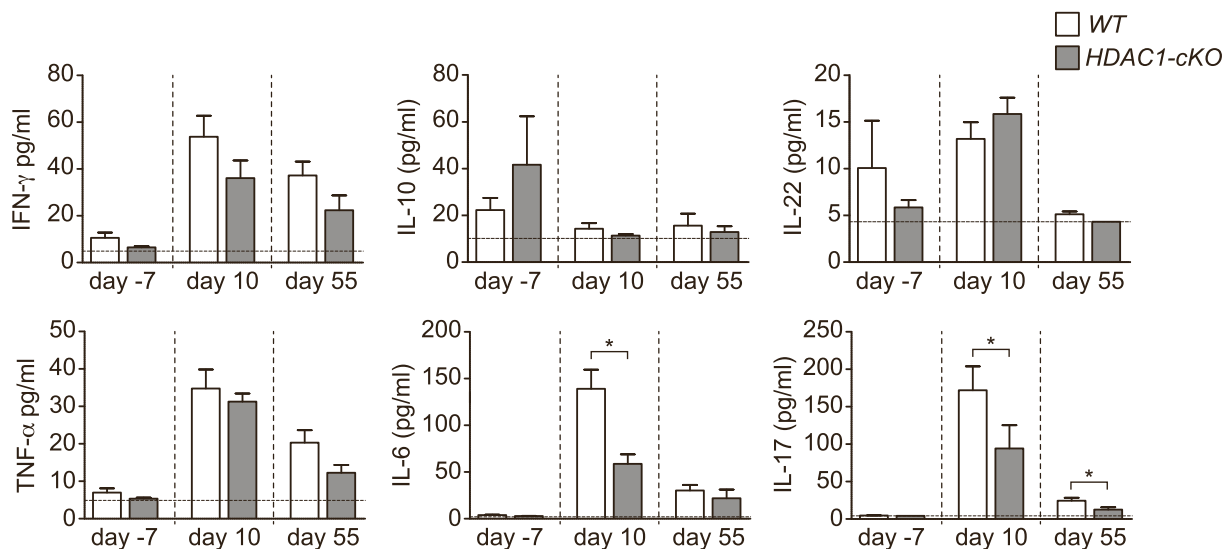 WT
HDAC1-cKO
IFN-γ pg/ml
80
60
40
20
0
day -7 day 10 day 55
IL-10 (pg/ml)
80
60
40
20
0
day -7 day 10 day 55
IL-22 (pg/ml)
20
15
10
5
0
day -7 day 10 day 55
TNF-α pg/ml
50
40
30
20
10
0
day -7 day 10 day 55
IL-6 (pg/ml)
200
150
100
50
0
*
day -7 day 10 day 55
IL-17 (pg/ml)
250
200
150
100
50
0
*
*
day -7 day 10 day 55